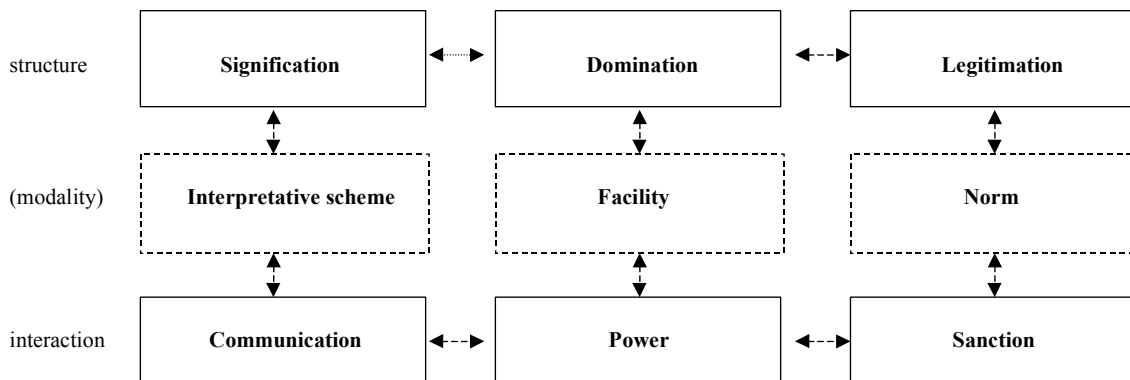 structure Signification Domination Legitimation
(modality) Interpretative scheme Facility Norm
interaction Communication Power Sanction